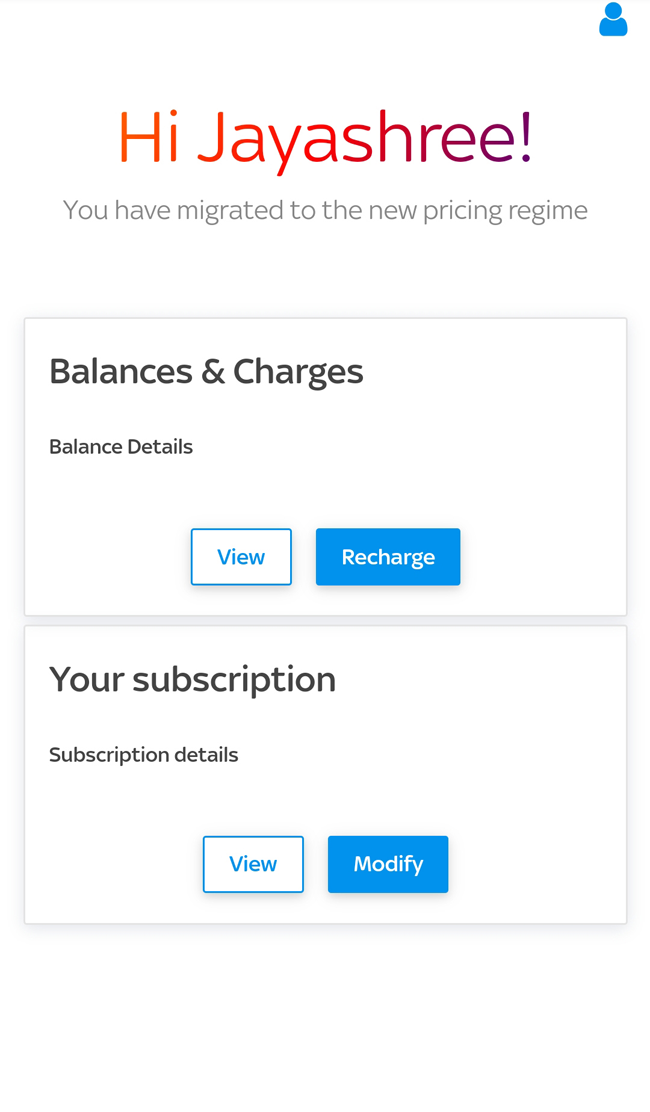 Hi Jayashree!
You have migrated to the new pricing regime
Balances & Charges
Balance Details
View
Recharge
Your subscription
Subscription details
View
Modify